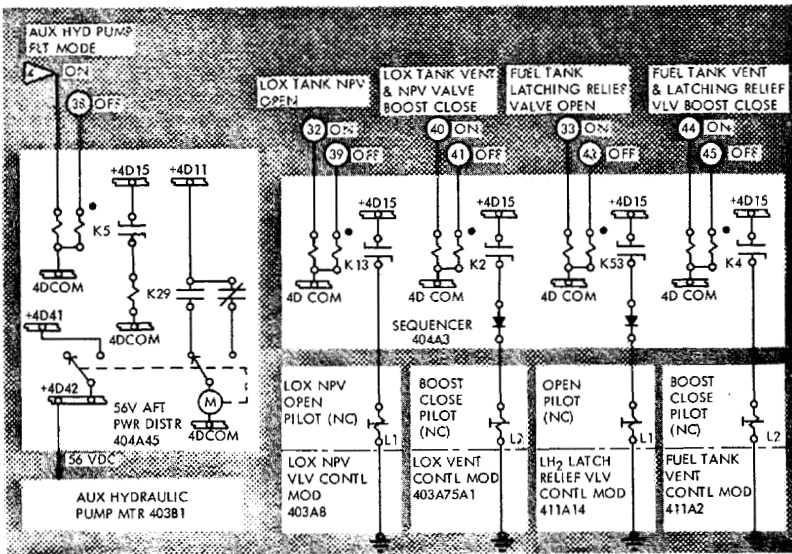 AUX HYD PUMP
FLT MODE
4 ON
38 OFF
LOX TANK NPV
OPEN
32 ON
39 OFF
LOX TANK VENT
& NPV VALVE
BOOST CLOSE
40 ON
41 OFF
FUEL TANK
LATCHING RELIEF
VALVE OPEN
33 ON
OFF
FUEL TANK VENT
& LATCHING RELIEF
VLV BOOST CLOSE
44 ON
45 OFF
+4D15
+4D11
K5
4DCOM
K29
4DCOM
+4D41
+4D42
56V AFT
PWR DISTR
404A45
M
4DCOM
56 VDC
AUX HYDRAULIC
PUMP MTR 403B1
+4D15
K13
4D COM
+4D15
K2
4D COM
+4D15
K53
4D COM
+4D15
K4
4D COM
SEQUENCER
404A3
LOX NPV
OPEN
PILOT (NC)
L1
LOX NPV
VLV CONTL
MOD
403A8
BOOST
CLOSE
PILOT
(NC)
L2
LOX VENT
CONTL MOD
403A75A1
OPEN
PILOT
(NC)
L1
LH2 LATCH
RELIEF VLV
CONTL MOD
411A14
BOOST
CLOSE
PILOT
(NC)
L2
FUEL TANK
VENT
CONTL MOD
411A2